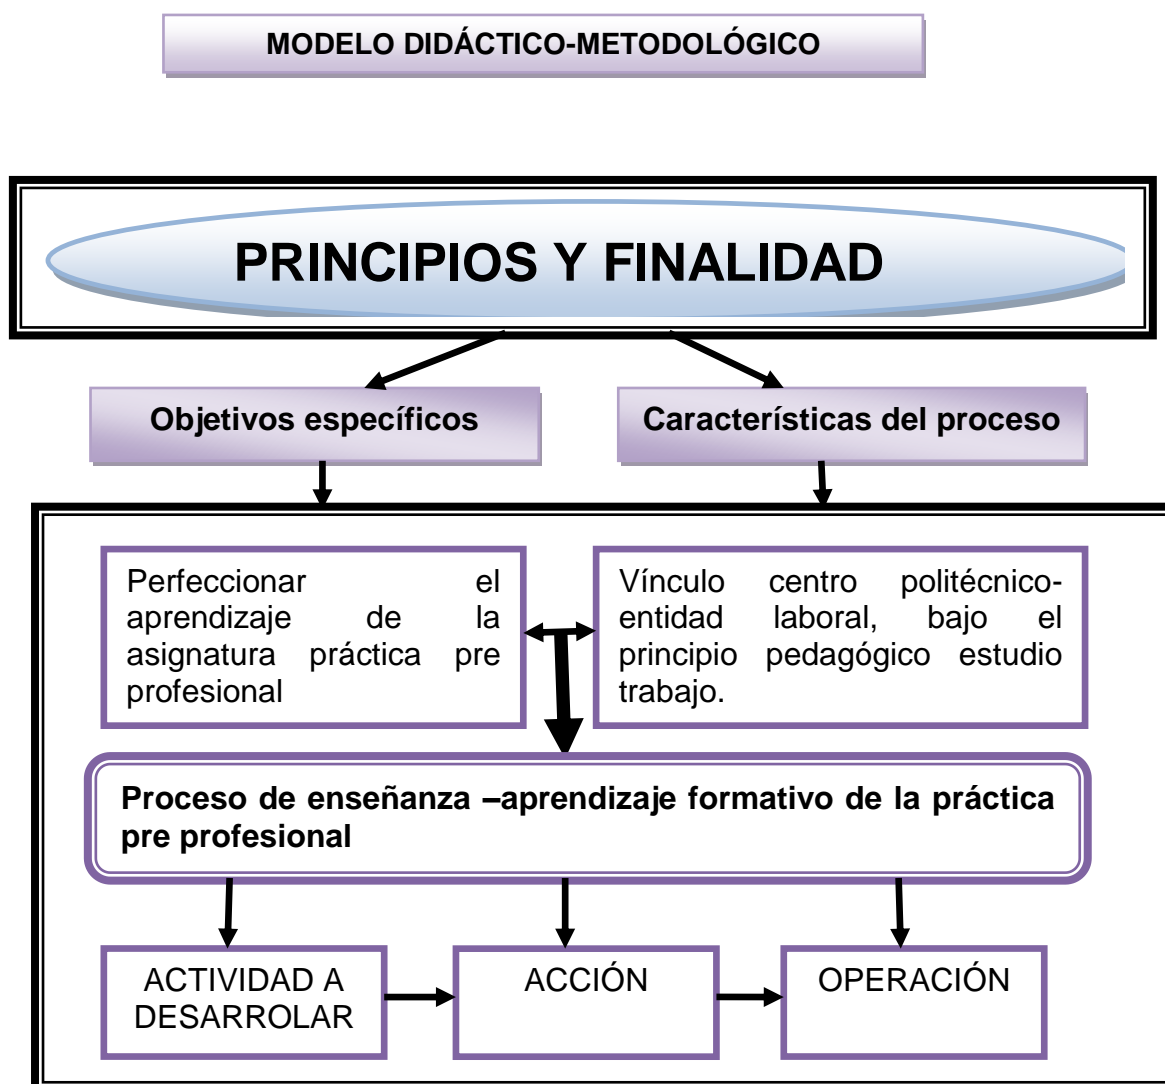 MODELO DIDÁCTICO-METODOLÓGICO
PRINCIPIOS Y FINALIDAD
Objetivos específicos
Características del proceso
Perfeccionar el
aprendizaje de la
asignatura práctica pre
profesional
Vínculo centro politécnico-
entidad laboral, bajo el
principio pedagógico estudio
trabajo.
Proceso de enseñanza –aprendizaje formativo de la práctica
pre profesional
ACTIVIDAD A
DESARROLAR
ACCIÓN
OPERACIÓN